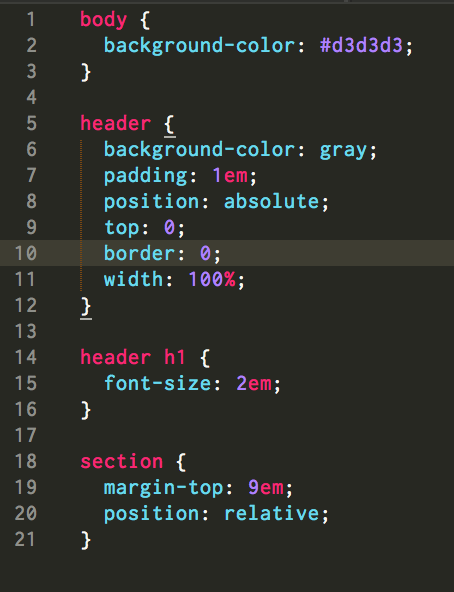 1 body {
2   background-color: #d3d3d3;
3 }
4
5 header {
6   background-color: gray;
7   padding: 1em;
8   position: absolute;
9   top: 0;
10   border: 0;
11   width: 100%;
12 }
13
14 header h1 {
15   font-size: 2em;
16 }
17
18 section {
19   margin-top: 9em;
20   position: relative;
21 }